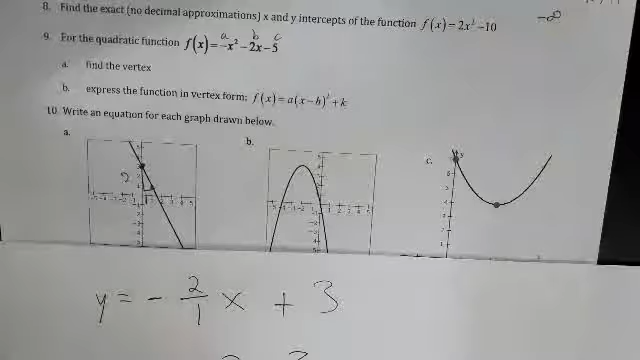 8. Find the exact (no decimal approximations) x and y intercepts of the function f(x)=2x²-10
-∞
a b c
9. For the quadratic function f(x)=-x²-2x-5
a. find the vertex
b. express the function in vertex form: f(x)=a(x-h)²+k
10. Write an equation for each graph drawn below.
a.
b.
c.
2
y = - 2/1 x + 3